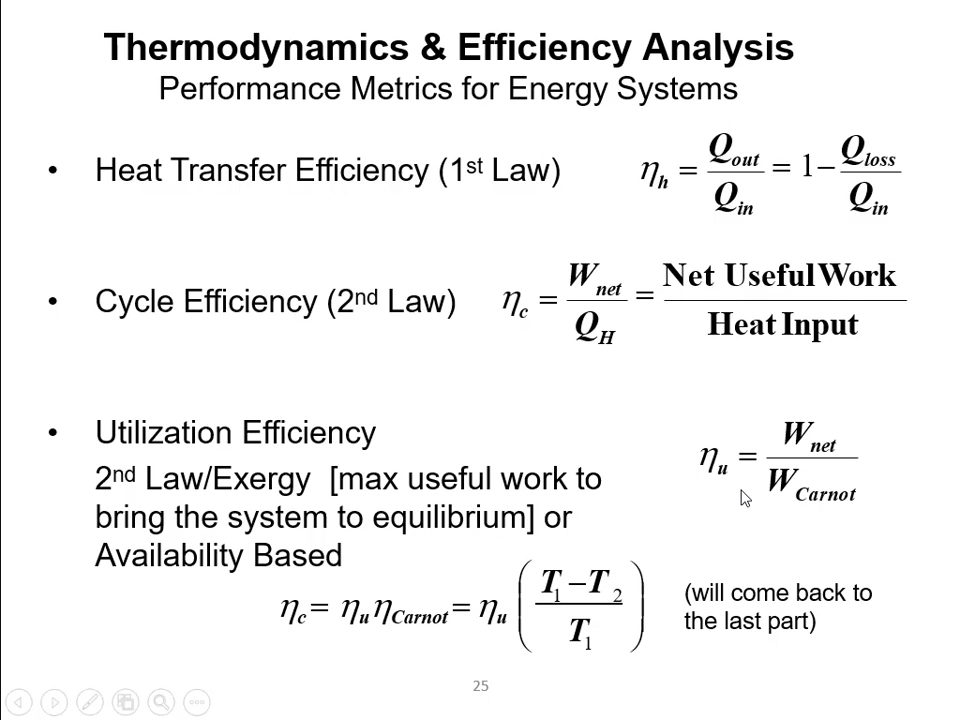 Thermodynamics & Efficiency Analysis
Performance Metrics for Energy Systems
• Heat Transfer Efficiency (1st Law) η_h = Q_out / Q_in = 1 − Q_loss / Q_in
• Cycle Efficiency (2nd Law) η_c = W_net / Q_H = Net Useful Work / Heat Input
• Utilization Efficiency η_u = W_net / W_Carnot
2nd Law/Exergy [max useful work to
bring the system to equilibrium] or
Availability Based
η_c = η_u η_Carnot = η_u ( (T_1 − T_2) / T_1 )
(will come back to
the last part)
25